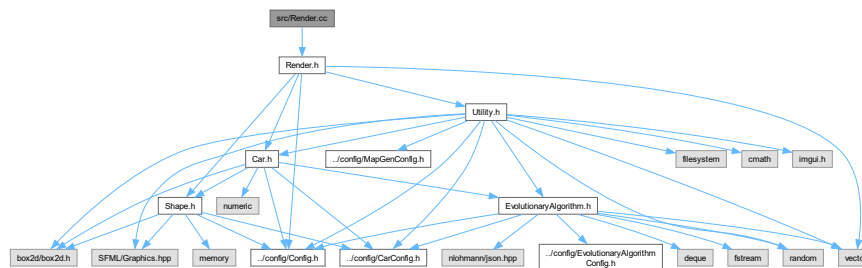 src/Render.cc
Render.h
Utility.h
Car.h
../config/MapGenConfig.h
filesystem
cmath
imgui.h
Shape.h
numeric
EvolutionaryAlgorithm.h
box2d/box2d.h
SFML/Graphics.hpp
memory
../config/Config.h
../config/CarConfig.h
nlohmann/json.hpp
../config/EvolutionaryAlgorithm
Config.h
deque
fstream
random